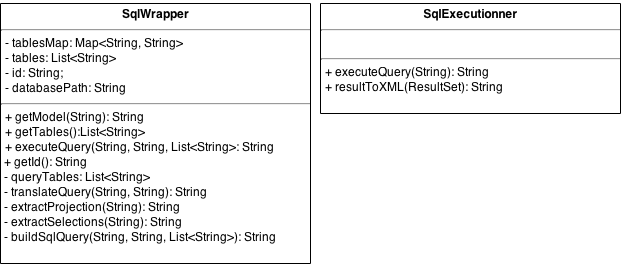 SqlWrapper
- tablesMap: Map<String, String>
- tables: List<String>
- id: String;
- databasePath: String
+ getModel(String): String
+ getTables():List<String>
+ executeQuery(String, String, List<String>: String
+ getId(): String
- queryTables: List<String>
- translateQuery(String, String): String
- extractProjection(String): String
- extractSelections(String): String
- buildSqlQuery(String, String, List<String>): String
SqlExecutionner
+ executeQuery(String): String
+ resultToXML(ResultSet): String